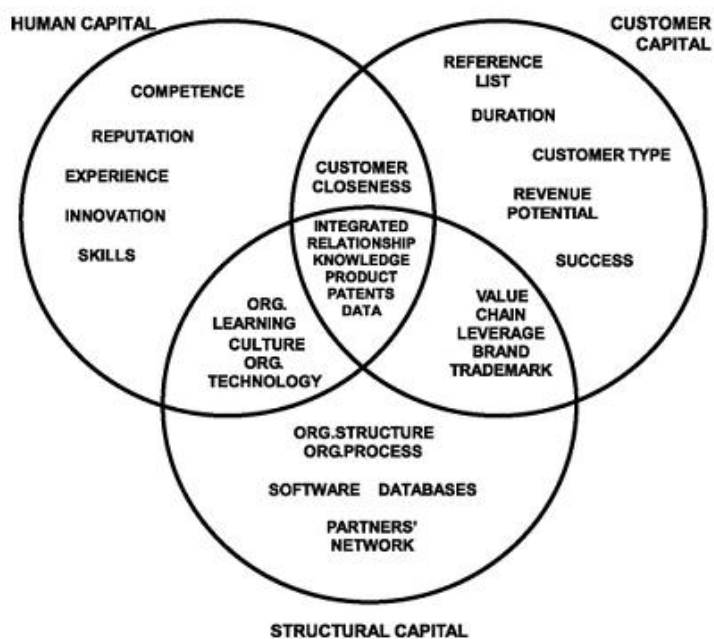 HUMAN CAPITAL
CUSTOMER
CAPITAL
COMPETENCE
REPUTATION
EXPERIENCE
INNOVATION
SKILLS
REFERENCE
LIST
DURATION
CUSTOMER TYPE
REVENUE
POTENTIAL
SUCCESS
CUSTOMER
CLOSENESS
INTEGRATED
RELATIONSHIP
KNOWLEDGE
PRODUCT
PATENTS
DATA
ORG.
LEARNING
CULTURE
ORG.
TECHNOLOGY
VALUE
CHAIN
LEVERAGE
BRAND
TRADEMARK
ORG.STRUCTURE
ORG.PROCESS
SOFTWARE DATABASES
PARTNERS'
NETWORK
STRUCTURAL CAPITAL